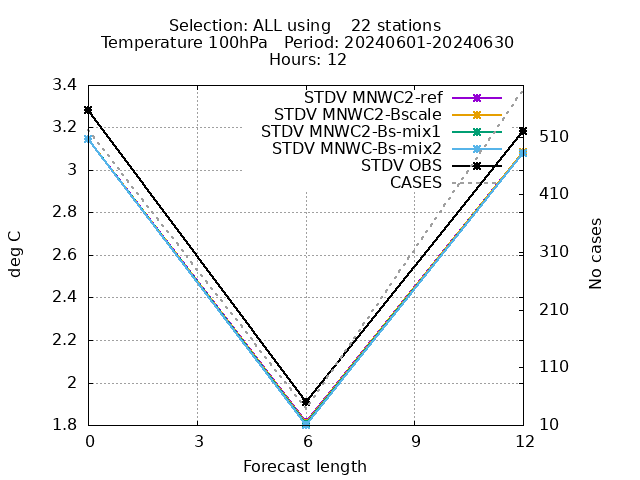 Selection: ALL using    22 stations
Temperature 100hPa   Period: 20240601-20240630
Hours: 12
STDV MNWC2-ref
STDV MNWC2-Bscale
STDV MNWC2-Bs-mix1
STDV MNWC-Bs-mix2
STDV OBS
CASES
3.4
3.2
3
2.8
2.6
2.4
2.2
2
1.8
deg C
510
410
310
210
110
10
No cases
0 3 6 9 12
Forecast length